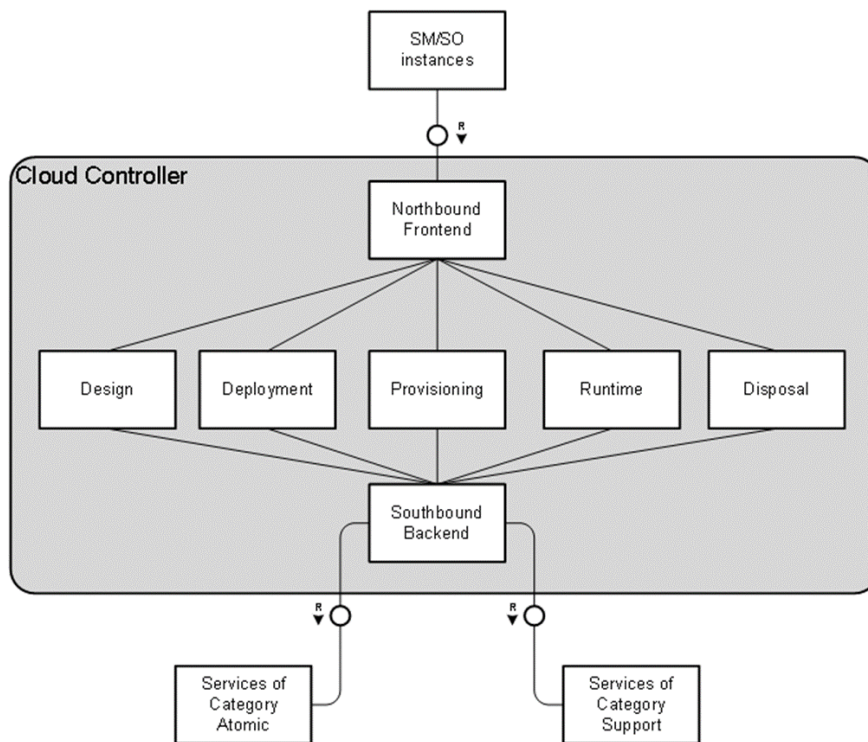 SM/SO
instances
R
Cloud Controller
Northbound
Frontend
Design
Deployment
Provisioning
Runtime
Disposal
Southbound
Backend
R
R
Services of
Category
Atomic
Services of
Category
Support